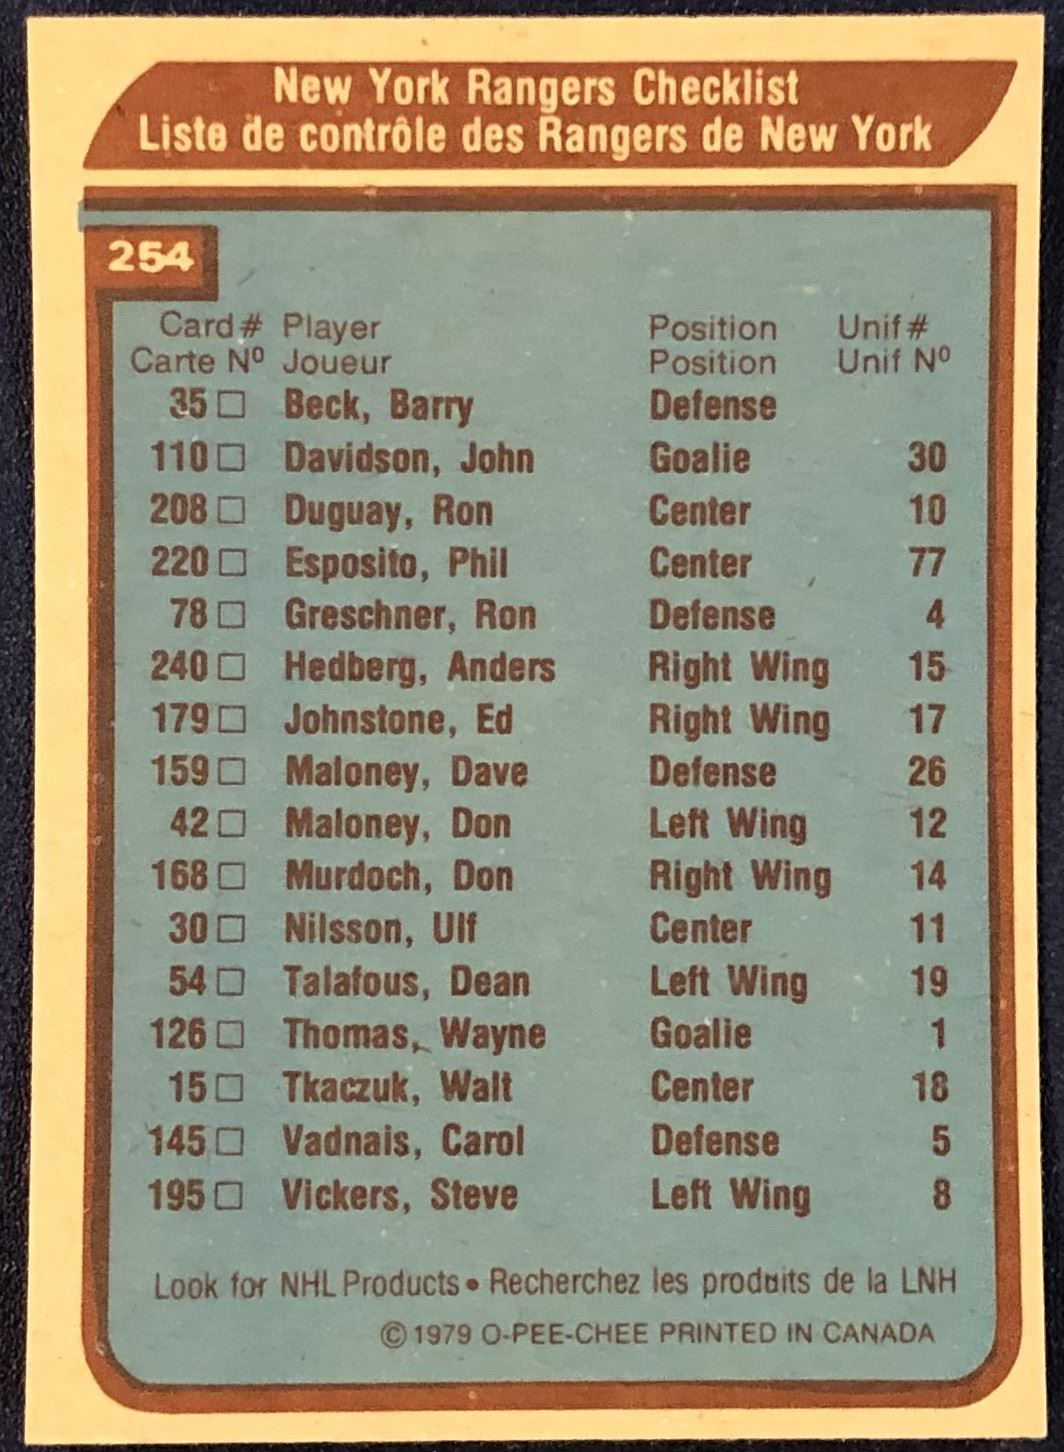 New York Rangers Checklist
Liste de contrôle des Rangers de New York
254
Card # Player Position Unif #
Carte Nº Joueur Position Unif Nº
35 □ Beck, Barry Defense
110 □ Davidson, John Goalie 30
208 □ Duguay, Ron Center 10
220 □ Esposito, Phil Center 77
78 □ Greschner, Ron Defense 4
240 □ Hedberg, Anders Right Wing 15
179 □ Johnstone, Ed Right Wing 17
159 □ Maloney, Dave Defense 26
42 □ Maloney, Don Left Wing 12
168 □ Murdoch, Don Right Wing 14
30 □ Nilsson, Ulf Center 11
54 □ Talafous, Dean Left Wing 19
126 □ Thomas, Wayne Goalie 1
15 □ Tkaczuk, Walt Center 18
145 □ Vadnais, Carol Defense 5
195 □ Vickers, Steve Left Wing 8
Look for NHL Products • Recherchez les produits de la LNH
© 1979 O-PEE-CHEE PRINTED IN CANADA